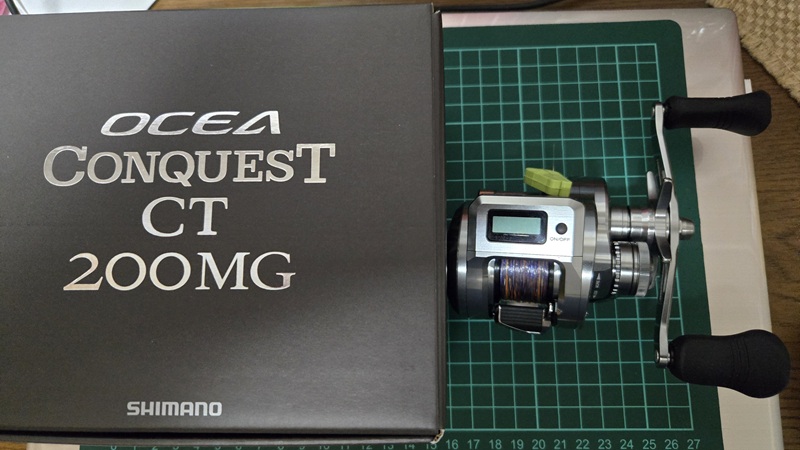 OCEA
CONQUEST
CT
200MG
SHIMANO
ON/OFF
15 16 17 18 19 20 21 22 23 24 25 26 27